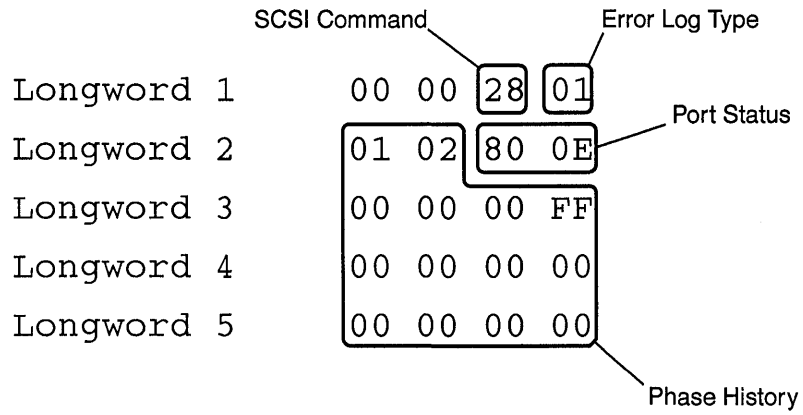 SCSI Command
Error Log Type
Longword 1 00 00 28 01
Port Status
Longword 2 01 02 80 0E
Longword 3 00 00 00 FF
Longword 4 00 00 00 00
Longword 5 00 00 00 00
Phase History